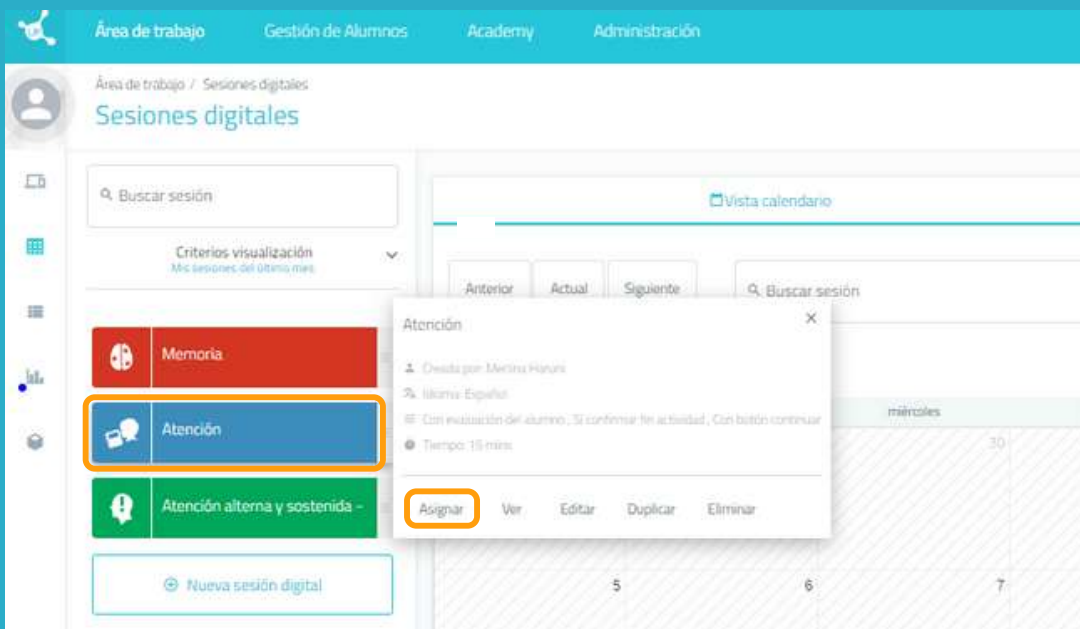 Área de trabajo Gestión de Alumnos Academy Administración
Área de trabajo / Sesiones digitales
Sesiones digitales
Buscar sesión
Criterios visualización
Mis sesiones del último mes
Memoria
Atención
Atención alterna y sostenida –
Nueva sesión digital
Vista calendario
Anterior Actual Siguiente Buscar sesión
miércoles
30
5 6 7
Atención
Creada por: Merlina
Idioma: Español
Con evaluación del alumno , Sí confirmar fin actividad , Con botón continuar
Tiempo: 15 mins
Asignar Ver Editar Duplicar Eliminar